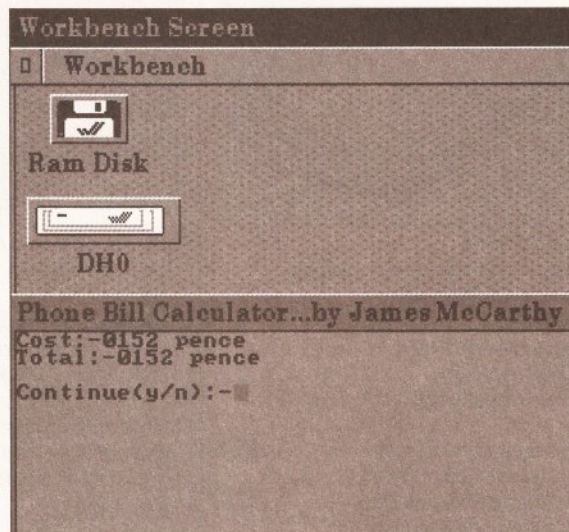 Workbench Screen
Workbench
Ram Disk
DH0
Phone Bill Calculator...by James McCarthy
Cost:-0152 pence
Total:-0152 pence
Continue(y/n):-